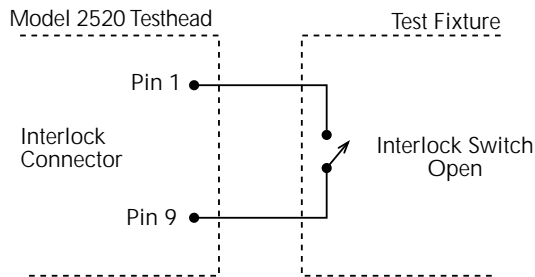 Model 2520 Testhead
Test Fixture
Pin 1
Interlock
Connector
Interlock Switch
Open
Pin 9